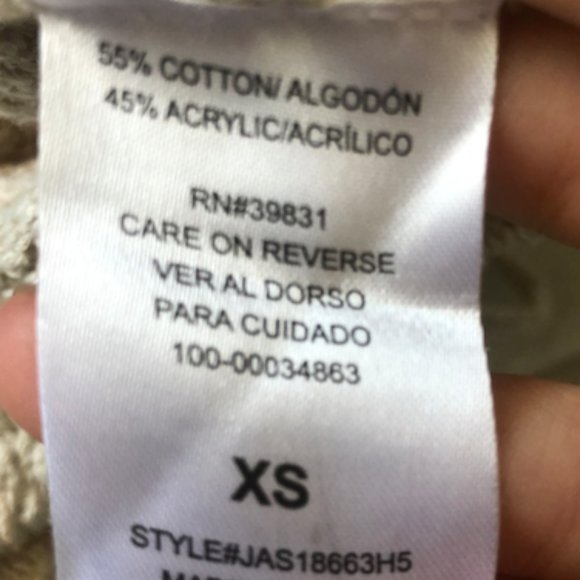 55% COTTON/ ALGODÓN
45% ACRYLIC/ACRÍLICO
RN#39831
CARE ON REVERSE
VER AL DORSO
PARA CUIDADO
100-00034863
XS
STYLE#JAS18663H5